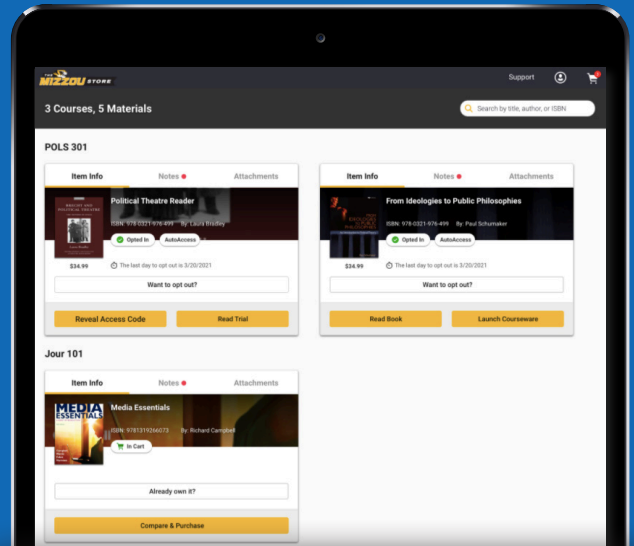 THE
MIZZOU STORE
Support
3 Courses, 5 Materials
Search by title, author, or ISBN
POLS 301
Item Info Notes Attachments
Political Theatre Reader
ISBN: 978-0321-976-499 By: Laura Bradley
Opted In AutoAccess
$34.99
The last day to opt out is 3/20/2021
Want to opt out?
Reveal Access Code Read Trial
Item Info Notes Attachments
From Ideologies to Public Philosophies
ISBN: 978-0321-976-499 By: Paul Schumaker
Opted In AutoAccess
$34.99
The last day to opt out is 3/20/2021
Want to opt out?
Read Book Launch Courseware
Jour 101
Item Info Notes Attachments
MEDIA
ESSENTIALS
Media Essentials
ISBN: 9781319266073 By: Richard Campbell
In Cart
Already own it?
Compare & Purchase